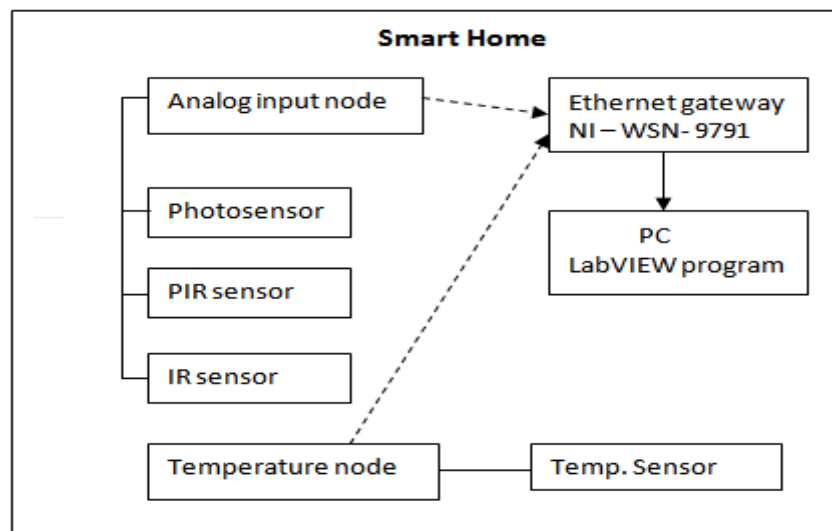 Smart Home
Analog input node
Ethernet gateway
NI – WSN- 9791
Photosensor
PC
LabVIEW program
PIR sensor
IR sensor
Temperature node
Temp. Sensor